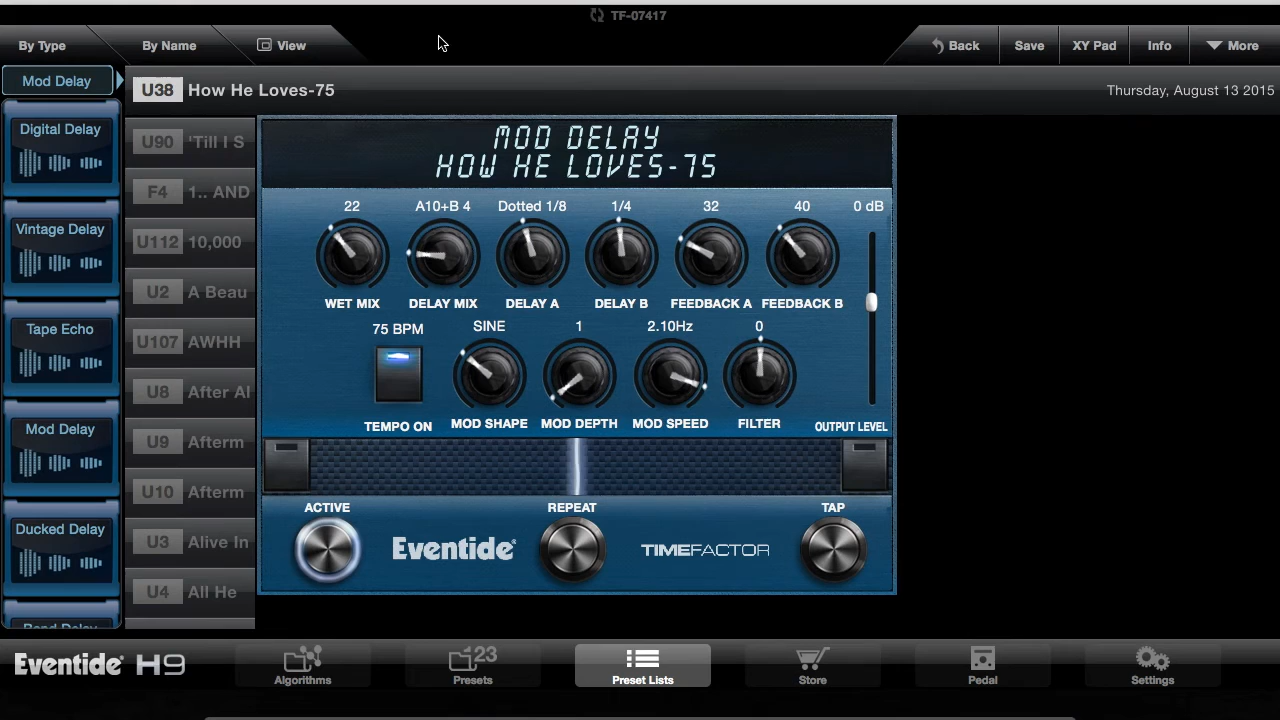 TF-07417
By Type
By Name
View
Back
Save
XY Pad
Info
More
Mod Delay
U38 How He Loves-75
Thursday, August 13 2015
Digital Delay
Vintage Delay
Tape Echo
Mod Delay
Ducked Delay
Band Delay
U90 'Till I S
F4 1.. AND
U112 10,000
U2 A Beau
U107 AWHH
U8 After Al
U9 Afterm
U10 Afterm
U3 Alive In
U4 All He
MOD DELAY
HOW HE LOVES-75
22 A10+B 4 Dotted 1/8 1/4 32 40 0 dB
WET MIX DELAY MIX DELAY A DELAY B FEEDBACK A FEEDBACK B
75 BPM SINE 1 2.10Hz 0
TEMPO ON MOD SHAPE MOD DEPTH MOD SPEED FILTER OUTPUT LEVEL
ACTIVE REPEAT TAP
Eventide® TIMEFACTOR
Eventide® H9
Algorithms
123
Presets
Preset Lists
Store
Pedal
Settings